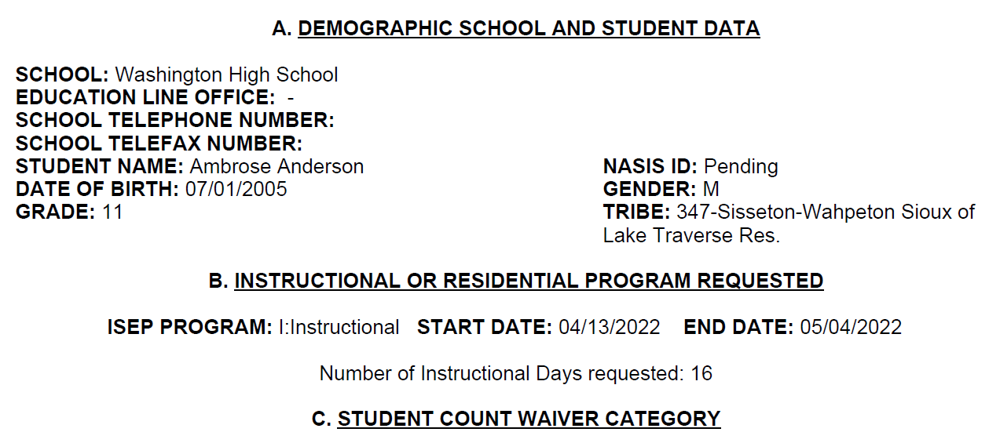 A. DEMOGRAPHIC SCHOOL AND STUDENT DATA
SCHOOL: Washington High School
EDUCATION LINE OFFICE: -
SCHOOL TELEPHONE NUMBER:
SCHOOL TELEFAX NUMBER:
STUDENT NAME: Ambrose Anderson NASIS ID: Pending
DATE OF BIRTH: 07/01/2005 GENDER: M
GRADE: 11 TRIBE: 347-Sisseton-Wahpeton Sioux of
Lake Traverse Res.
B. INSTRUCTIONAL OR RESIDENTIAL PROGRAM REQUESTED
ISEP PROGRAM: I:Instructional START DATE: 04/13/2022 END DATE: 05/04/2022
Number of Instructional Days requested: 16
C. STUDENT COUNT WAIVER CATEGORY